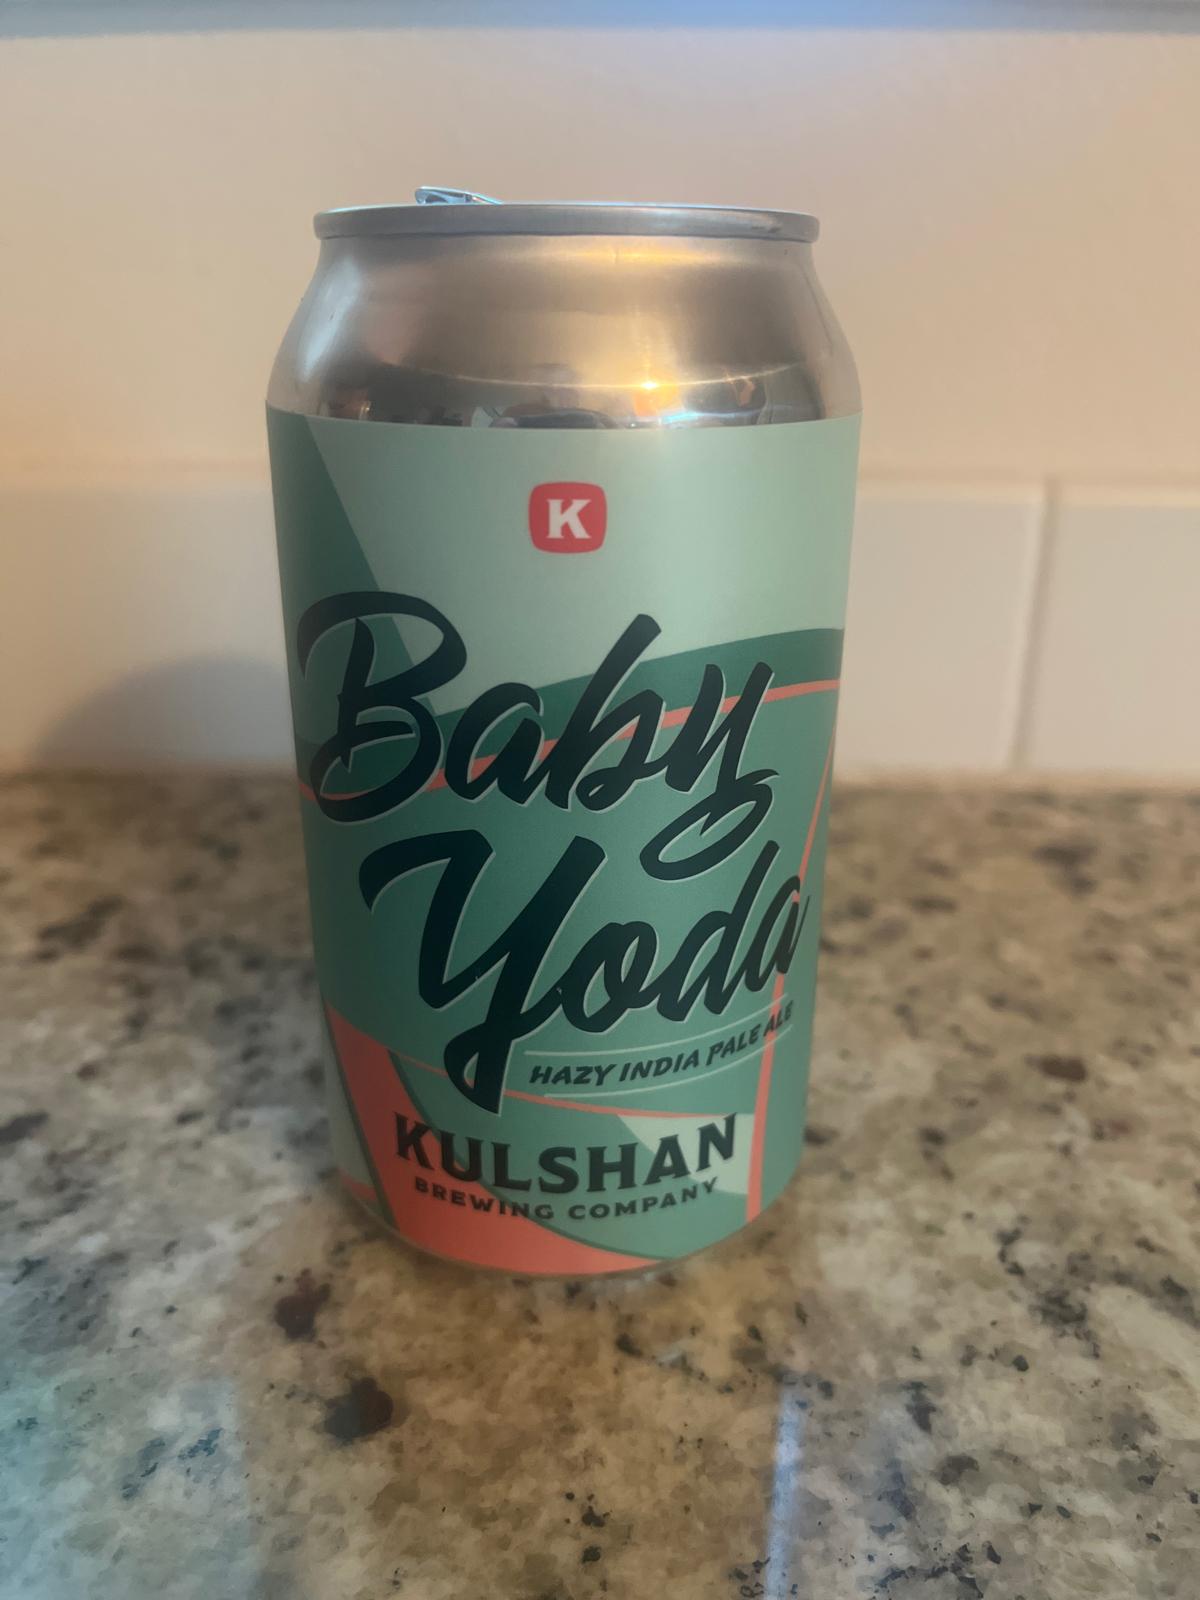 K
Baby
Yoda
HAZY INDIA PALE ALE
KULSHAN
BREWING COMPANY